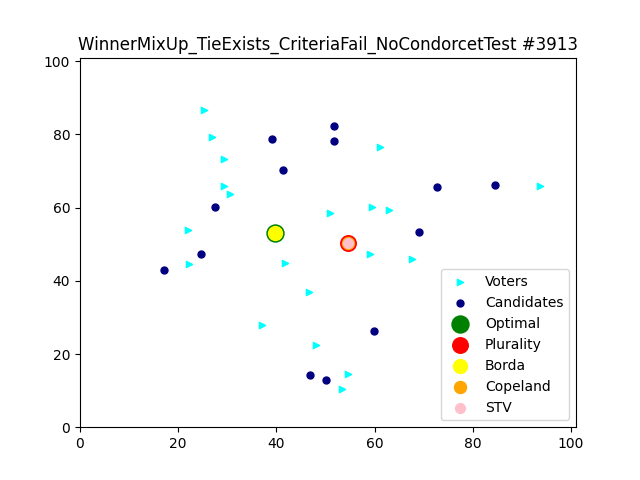 WinnerMixUp_TieExists_CriteriaFail_NoCondorcetTest #3913
100
80
60
40
20
0
Voters
Candidates
Optimal
Plurality
Borda
Copeland
STV
0 20 40 60 80 100